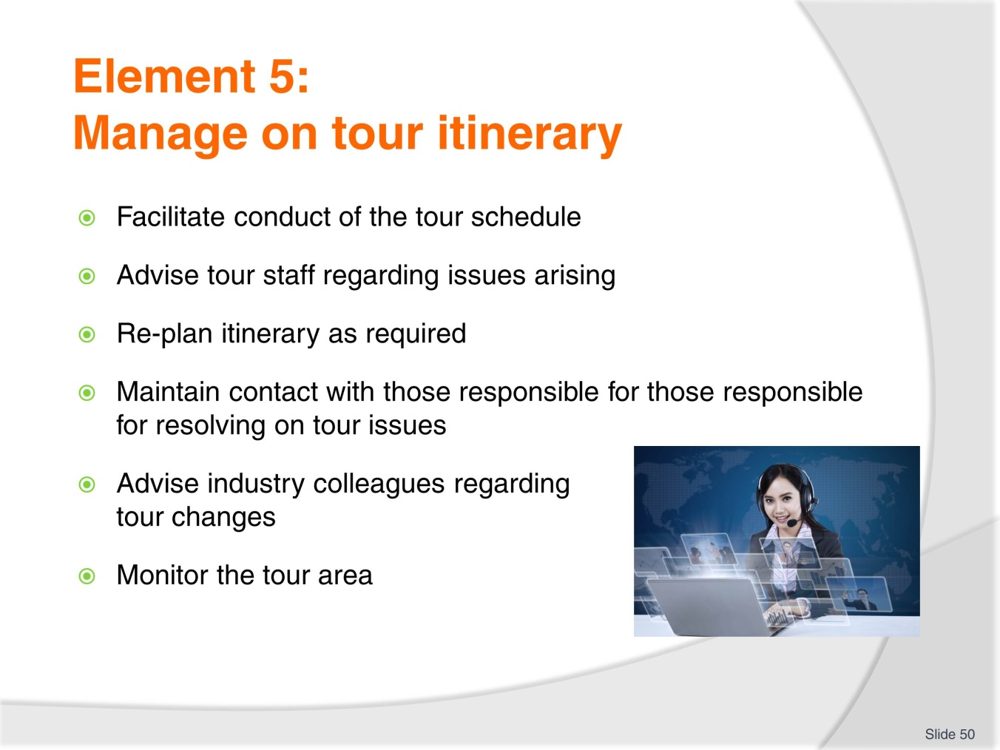 Element 5:
Manage on tour itinerary
Facilitate conduct of the tour schedule
Advise tour staff regarding issues arising
Re-plan itinerary as required
Maintain contact with those responsible for those responsible
for resolving on tour issues
Advise industry colleagues regarding
tour changes
Monitor the tour area
Slide 50